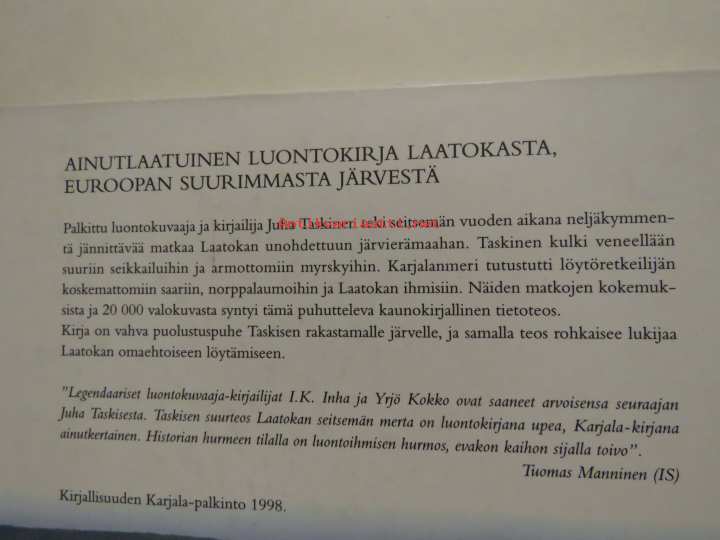 AINUTLAATUINEN LUONTOKIRJA LAATOKASTA,
EUROOPAN SUURIMMASTA JÄRVESTÄ
Palkittu luontokuvaaja ja kirjailija Juha Taskinen teki seitsemän vuoden aikana neljäkymmen-
tä jännittävää matkaa Laatokan unohdettuun järvierämaahan. Taskinen kulki veneellään
suuriin seikkailuihin ja armottomiin myrskyihin. Karjalanmeri tutustutti löytöretkeilijän
koskemattomiin saariin, norppalaumoihin ja Laatokan ihmisiin. Näiden matkojen kokemuk-
sista ja 20 000 valokuvasta syntyi tämä puhutteleva kaunokirjallinen tietoteos.
Kirja on vahva puolustuspuhe Taskisen rakastamalle järvelle, ja samalla teos rohkaisee lukijaa
Laatokan omaehtoiseen löytämiseen.
"Legendaariset luontokuvaaja-kirjailijat I.K. Inha ja Yrjö Kokko ovat saaneet arvoisensa seuraajan
Juha Taskisesta. Taskisen suurteos Laatokan seitsemän merta on luontokirjana upea, Karjala-kirjana
ainutkertainen. Historian hurmeen tilalla on luontoihmisen hurmos, evakon kaihon sijalla toivo".
Tuomas Manninen (IS)
Kirjallisuuden Karjala-palkinto 1998.